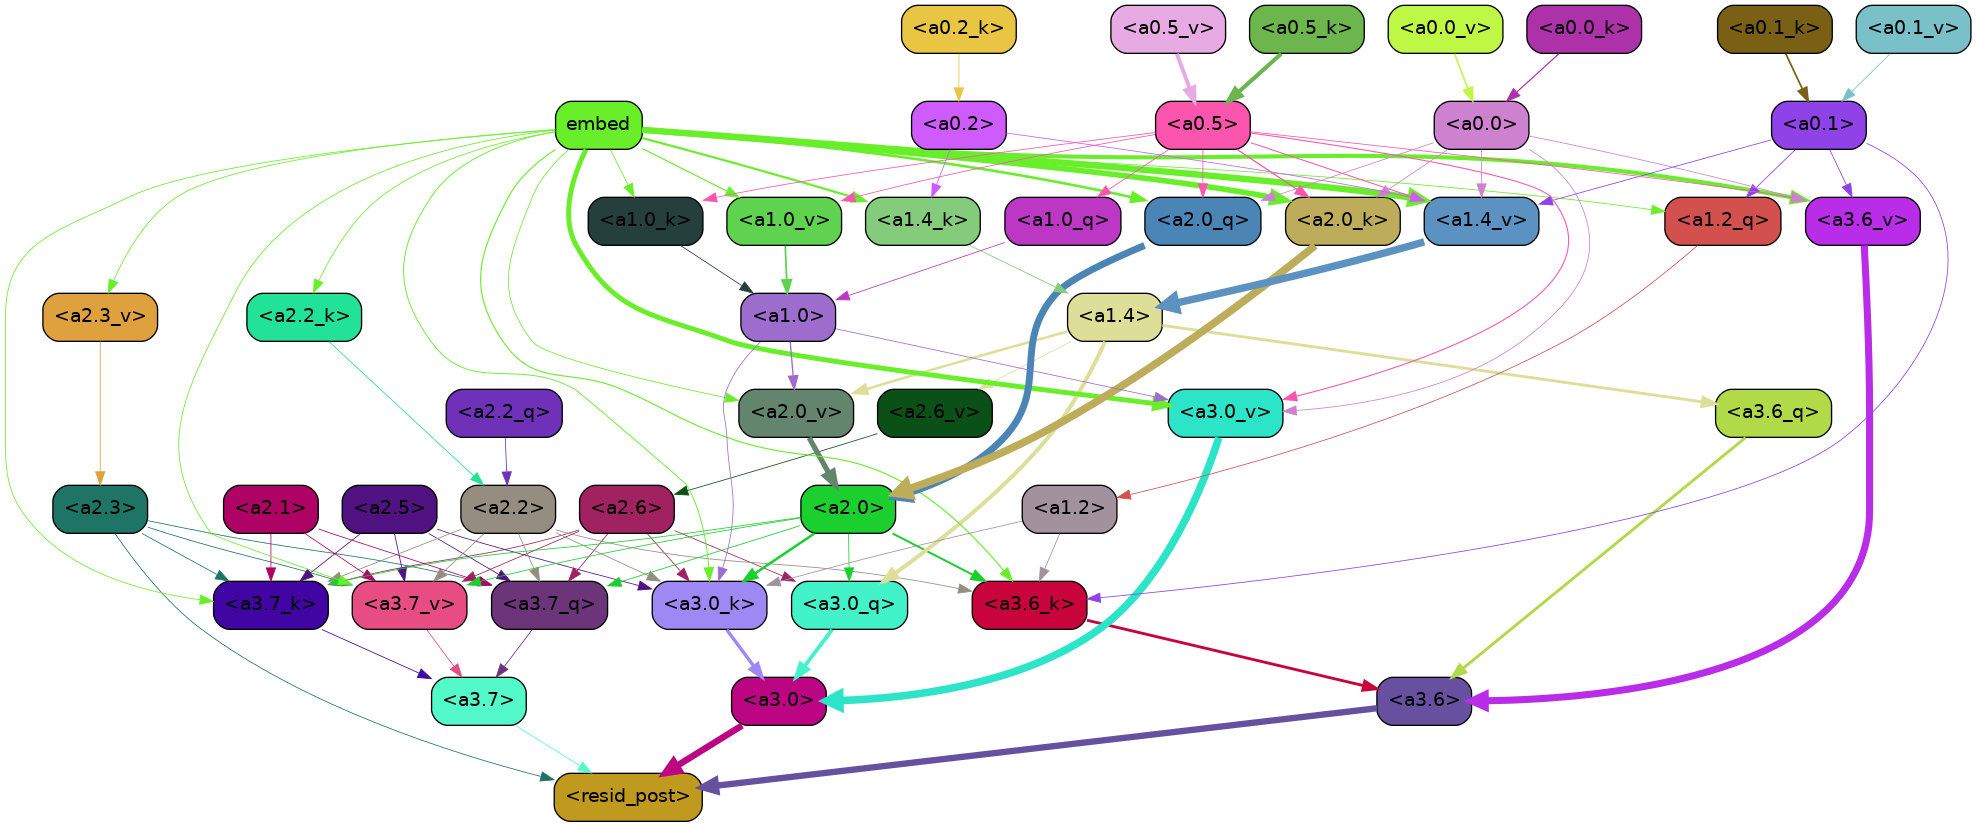 <a0.2_k> <a0.5_v> <a0.5_k> <a0.0_v> <a0.0_k> <a0.1_k> <a0.1_v>
embed <a0.2> <a0.5> <a0.0> <a0.1>
<a1.0_k> <a1.0_v> <a1.4_k> <a1.0_q> <a2.0_q> <a2.0_k> <a1.4_v> <a1.2_q> <a3.6_v>
<a2.3_v> <a2.2_k> <a1.0> <a1.4>
<a2.2_q> <a2.0_v> <a2.6_v> <a3.0_v> <a3.6_q>
<a2.3> <a2.1> <a2.5> <a2.2> <a2.6> <a2.0> <a1.2>
<a3.7_k> <a3.7_v> <a3.7_q> <a3.0_k> <a3.0_q> <a3.6_k>
<a3.7> <a3.0> <a3.6>
<resid_post>